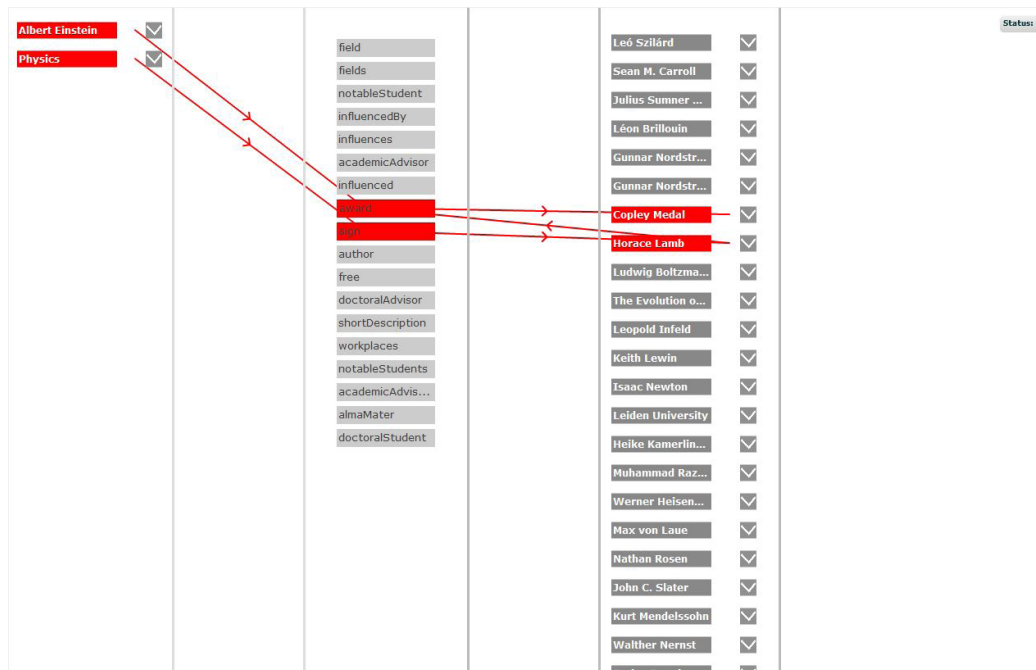 Albert Einstein
Physics
field
fields
notableStudent
influencedBy
influences
academicAdvisor
influenced
award
sign
author
free
doctoralAdvisor
shortDescription
workplaces
notableStudents
academicAdvis...
almaMater
doctoralStudent
Leó Szilárd
Sean M. Carroll
Julius Sumner ...
Léon Brillouin
Gunnar Nordstr...
Gunnar Nordstr...
Copley Medal
Horace Lamb
Ludwig Boltzma...
The Evolution o...
Leopold Infeld
Keith Lewin
Isaac Newton
Leiden University
Heike Kamerlin...
Muhammad Raz...
Werner Heisen...
Max von Laue
Nathan Rosen
John C. Slater
Kurt Mendelssohn
Walther Nernst
Status: